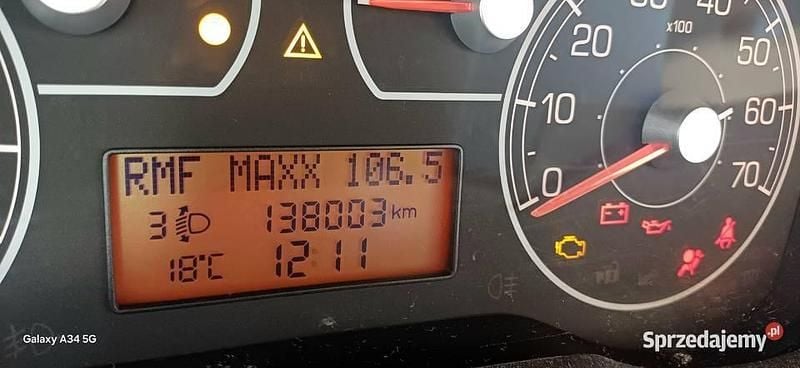 30 40
x100
20 50
10 60
0 70
RMF MAXX 106.5
3 138003 km
18°C 12 11
Galaxy A34 5G
Sprzedajemy.pl